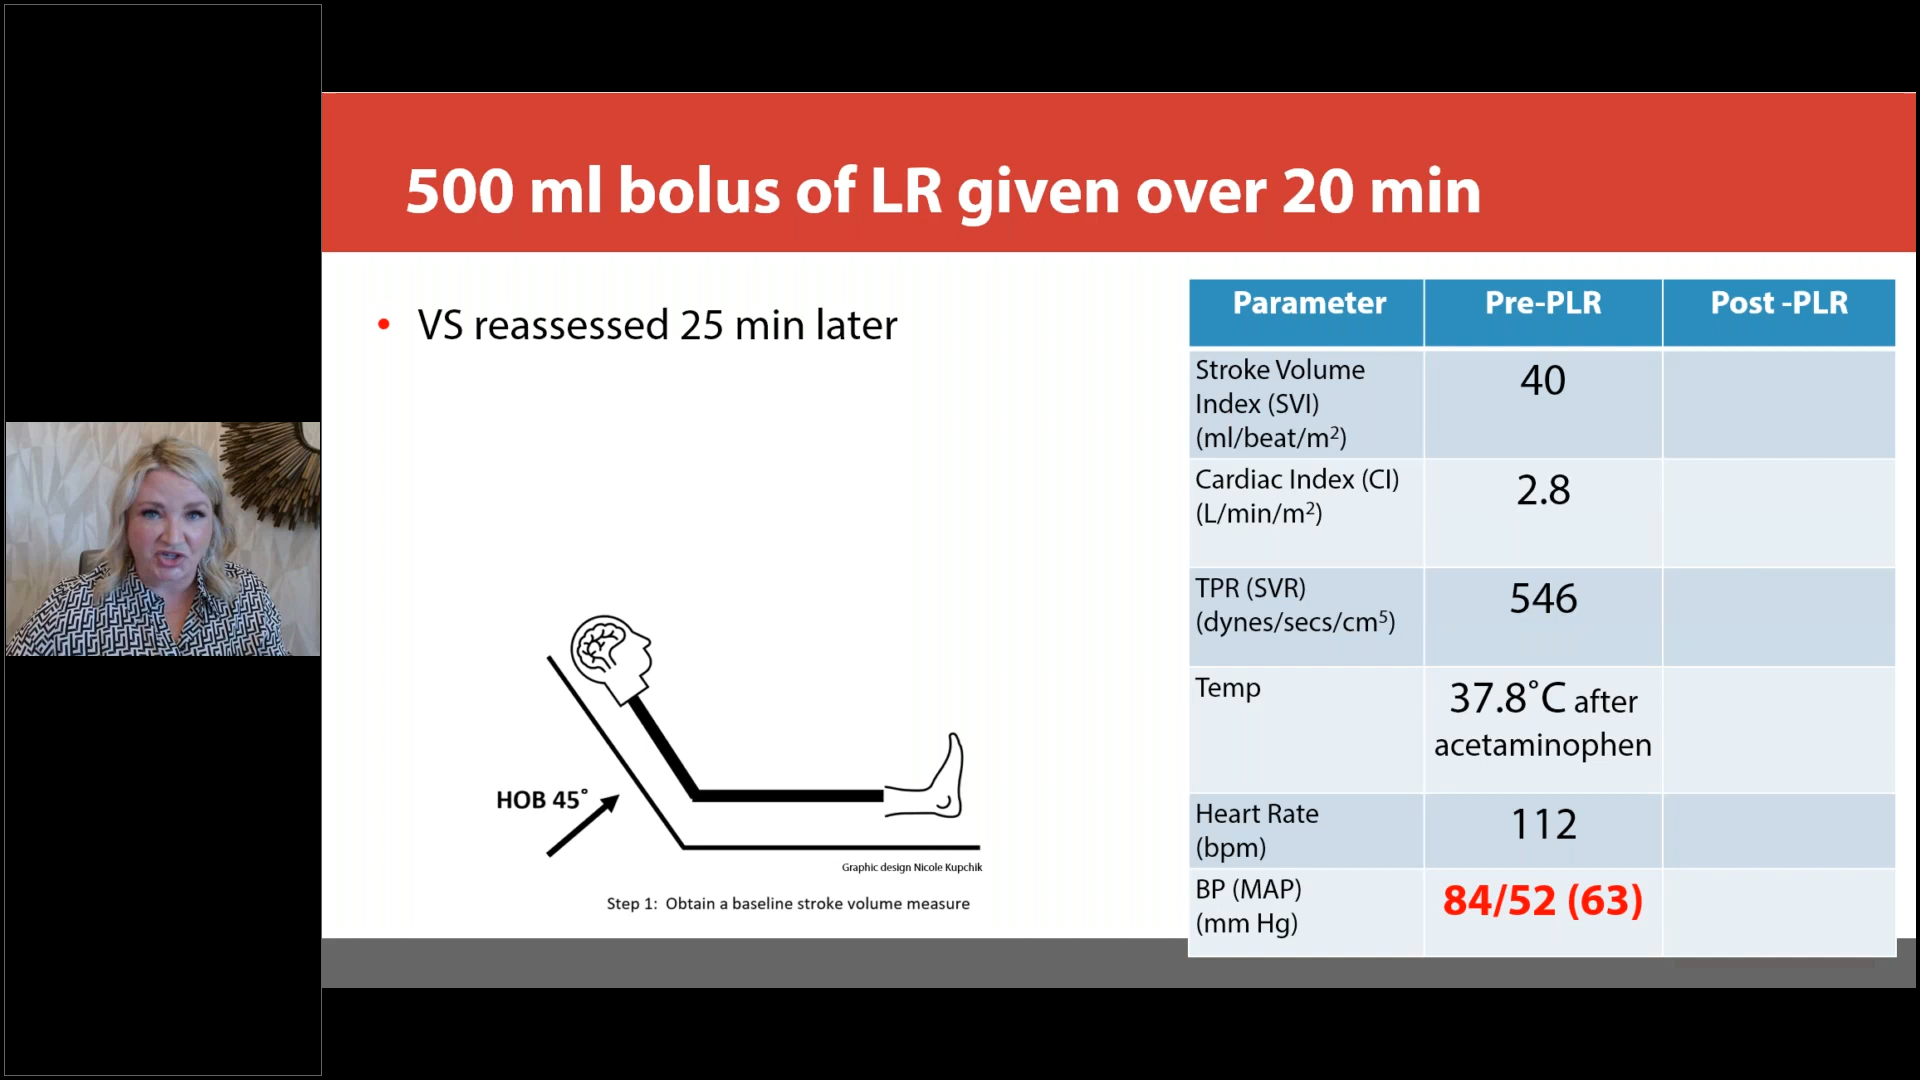 500 ml bolus of LR given over 20 min
• VS reassessed 25 min later
HOB 45˚
Graphic design Nicole Kupchik
Step 1: Obtain a baseline stroke volume measure
Parameter Pre-PLR Post -PLR
Stroke Volume
Index (SVI)
(ml/beat/m²)
40
Cardiac Index (CI)
(L/min/m²)
2.8
TPR (SVR)
(dynes/secs/cm⁵)
546
Temp
37.8˚C after
acetaminophen
Heart Rate
(bpm)
112
BP (MAP)
(mm Hg)
84/52 (63)